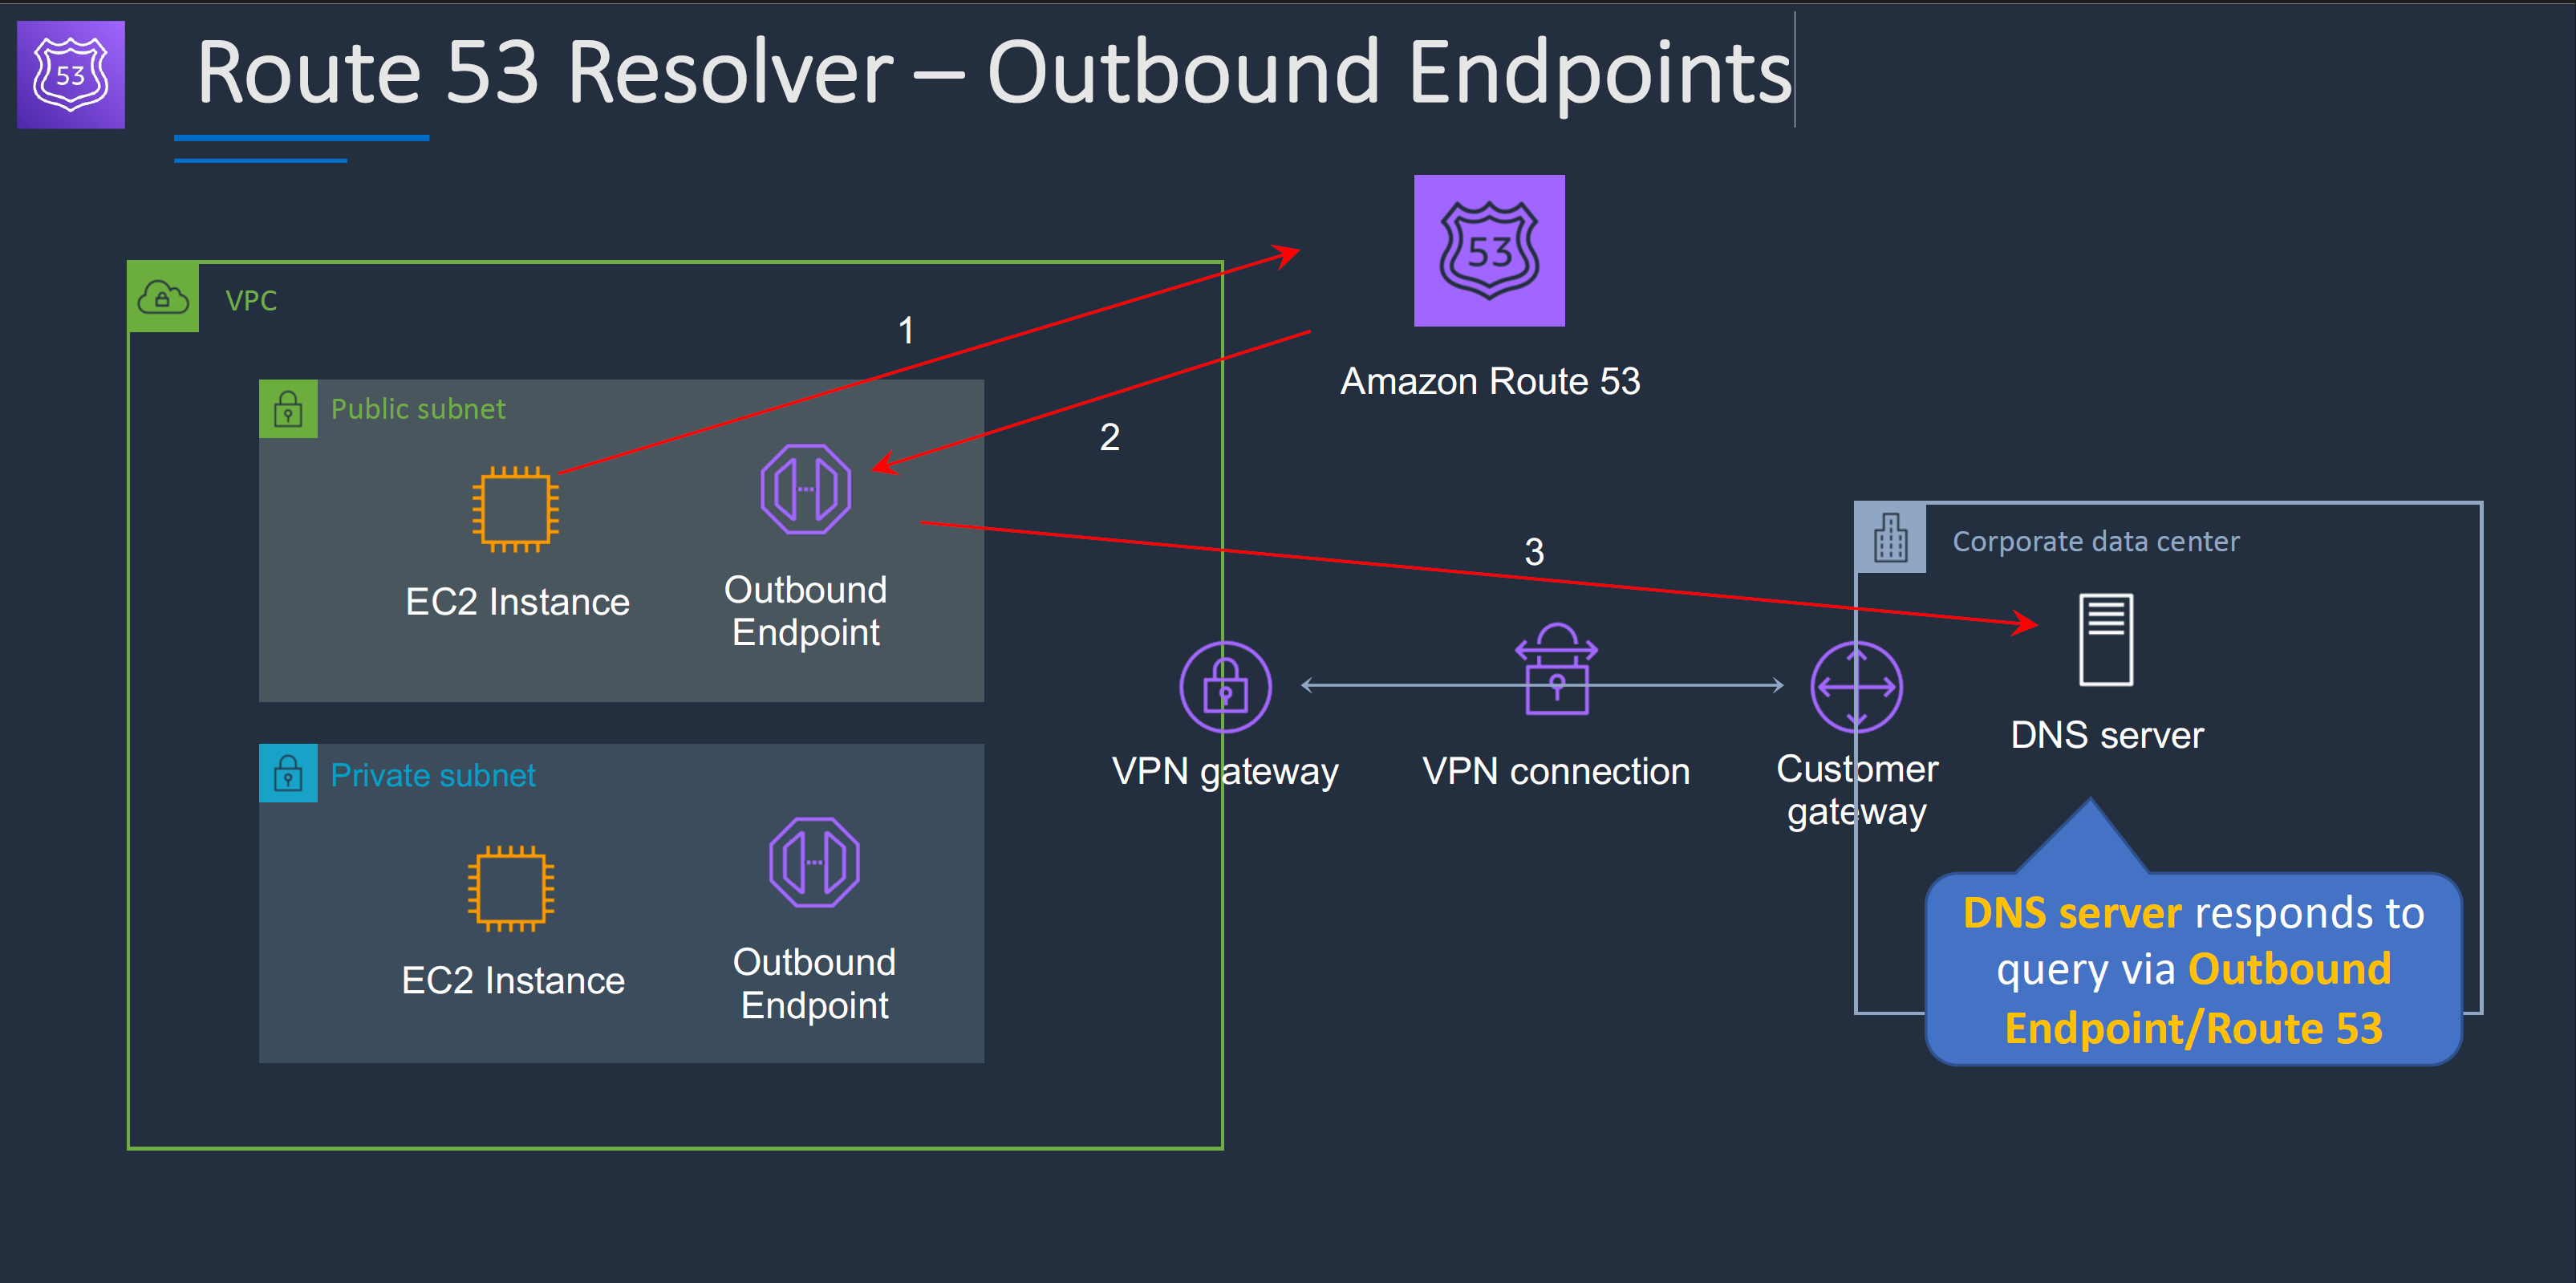 53
Route 53 Resolver – Outbound Endpoints
53
Amazon Route 53
VPC
1
2
Public subnet
EC2 Instance
Outbound
Endpoint
3
Corporate data center
DNS server
VPN gateway
VPN connection
Customer
gateway
Private subnet
EC2 Instance
Outbound
Endpoint
DNS server responds to
query via Outbound
Endpoint/Route 53